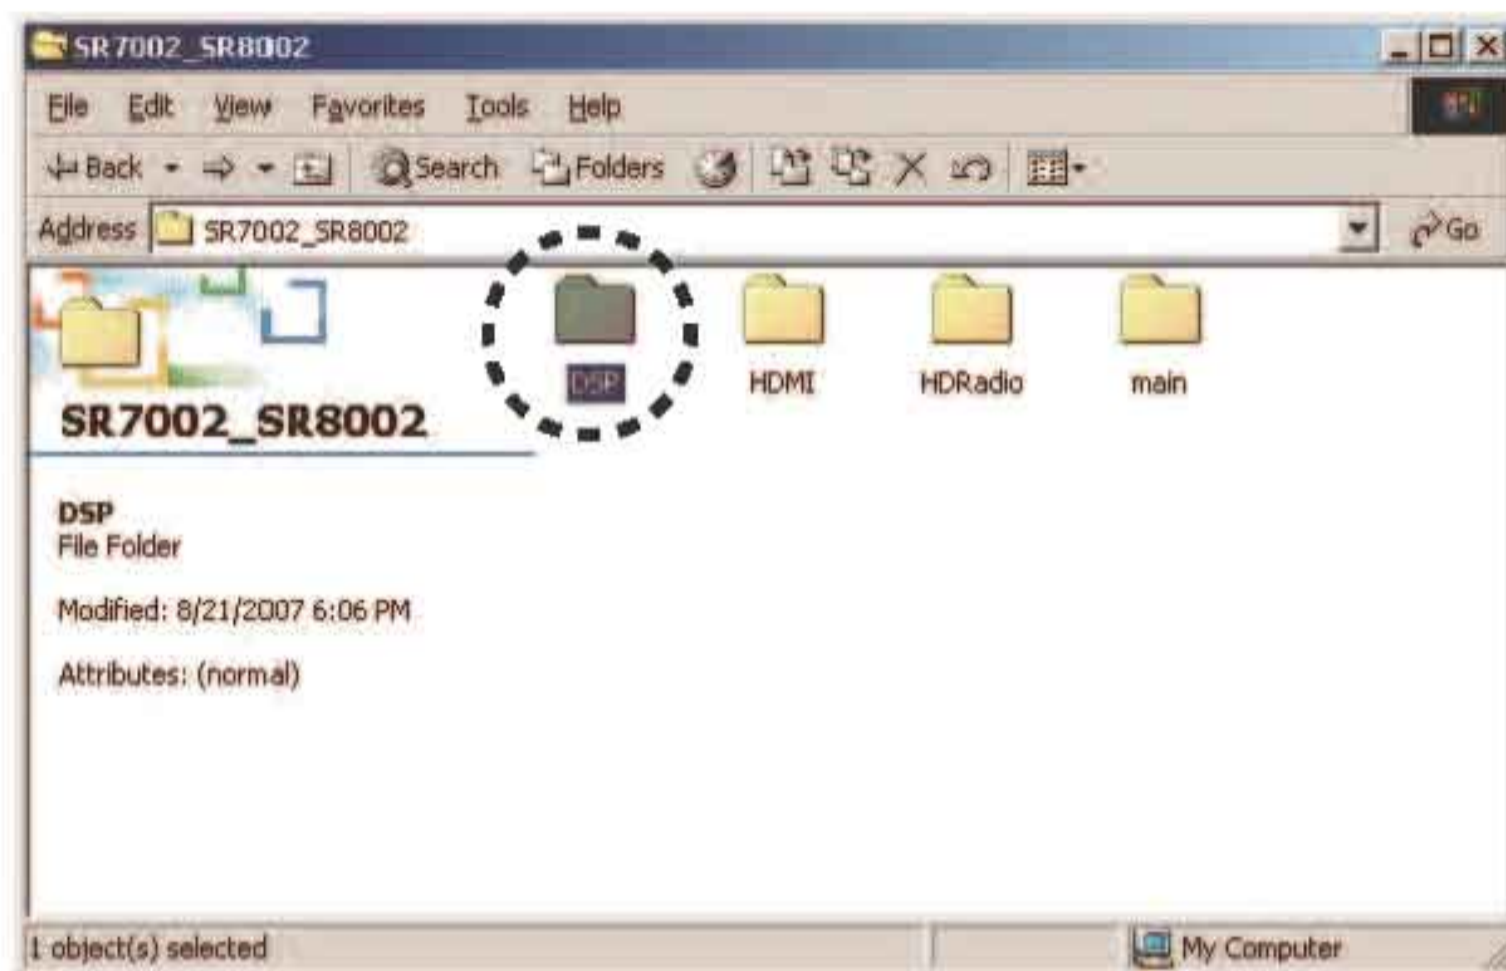 SR7002_SR8002
File Edit View Favorites Tools Help
Back Search Folders
Address SR7002_SR8002 Go
DSP HDMI HDRadio main
SR7002_SR8002
DSP
File Folder
Modified: 8/21/2007 6:06 PM
Attributes: (normal)
1 object(s) selected My Computer